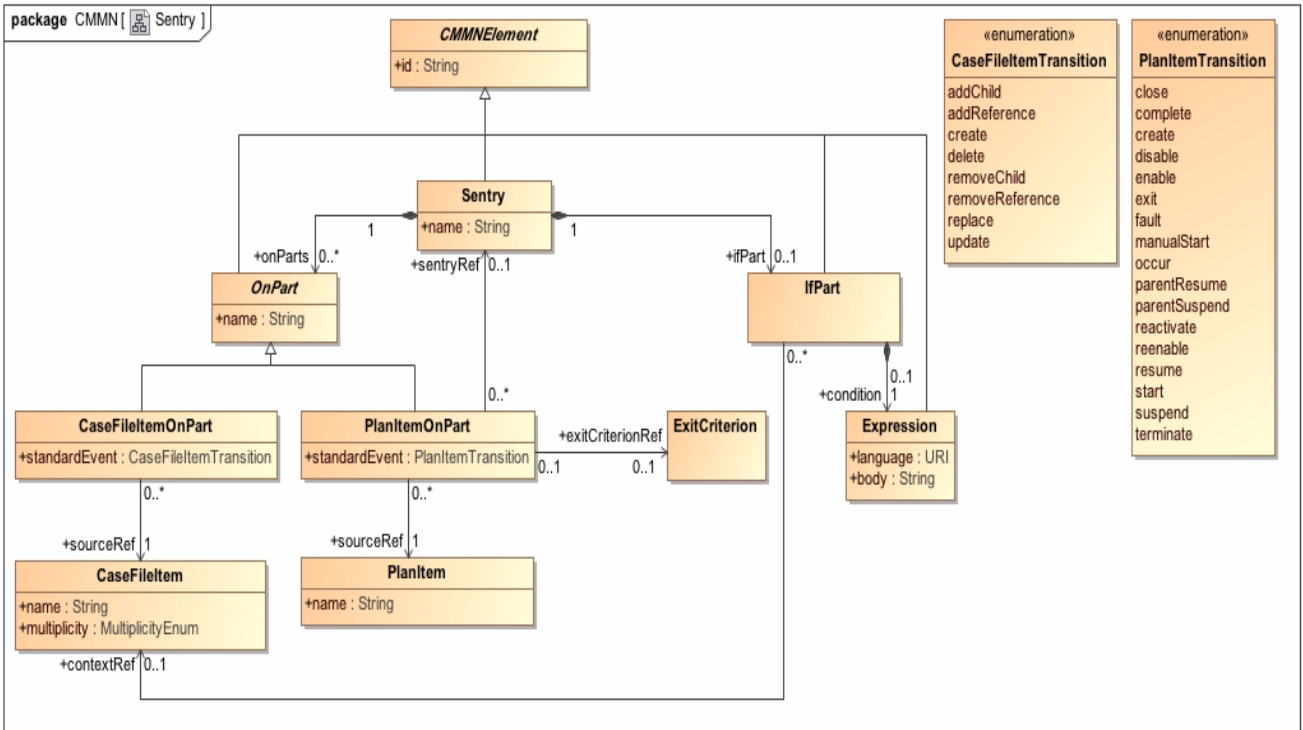 package CMMN [ Sentry ]
CMMNElement
+id : String
«enumeration»
CaseFileItemTransition
addChild
addReference
create
delete
removeChild
removeReference
replace
update
«enumeration»
PlanItemTransition
close
complete
create
disable
enable
exit
fault
manualStart
occur
parentResume
parentSuspend
reactivate
reenable
resume
start
suspend
terminate
Sentry
+name : String
1
1
+onParts 0..*
+sentryRef 0..1
+ifPart 0..1
OnPart
+name : String
IfPart
0..*
0..1
+condition 1
0..*
CaseFileItemOnPart
+standardEvent : CaseFileItemTransition
PlanItemOnPart
+standardEvent : PlanItemTransition
+exitCriterionRef
0..1
0..1
ExitCriterion
Expression
+language : URI
+body : String
0..*
0..*
+sourceRef 1
+sourceRef 1
CaseFileItem
+name : String
+multiplicity : MultiplicityEnum
PlanItem
+name : String
+contextRef 0..1